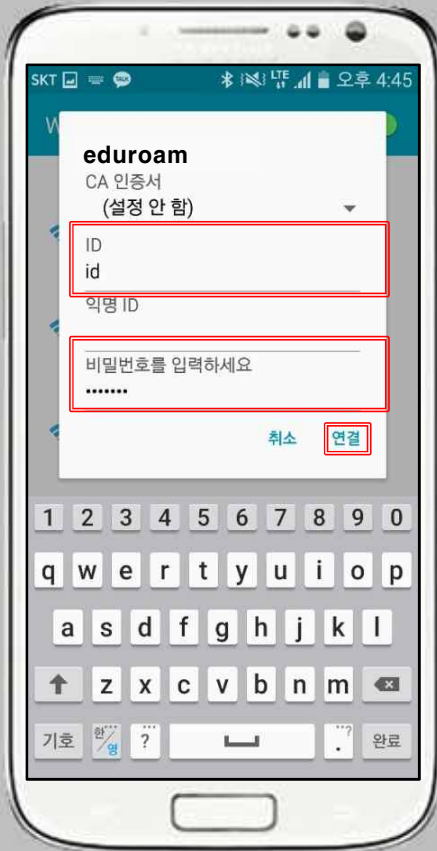 SKT TALK LTE 오후 4:45
W
eduroam
CA 인증서
(설정 안 함)
ID
id
익명 ID
비밀번호를 입력하세요
•••••••
취소 연결
1 2 3 4 5 6 7 8 9 0
q w e r t y u i o p
a s d f g h j k l
z x c v b n m
기호 한/영 ? . ...? 완료